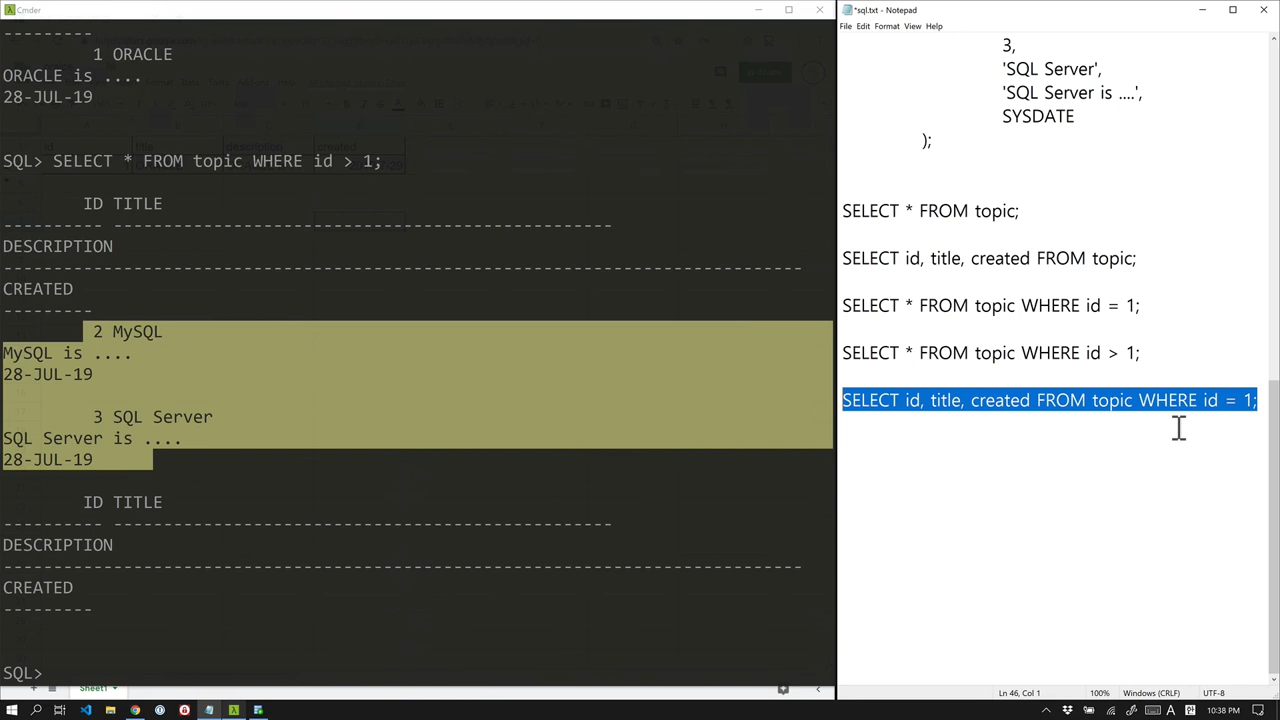 Cmder
----------
1 ORACLE
ORACLE is ....
28-JUL-19
SQL> SELECT * FROM topic WHERE id > 1;
ID TITLE
---------- --------------------------------------------------
DESCRIPTION
--------------------------------------------------------------------------------
CREATED
---------
2 MySQL
MySQL is ....
28-JUL-19
3 SQL Server
SQL Server is ....
28-JUL-19
ID TITLE
---------- --------------------------------------------------
DESCRIPTION
--------------------------------------------------------------------------------
CREATED
---------
SQL>
id title description created
Sheet1
*sql.txt - Notepad
File Edit Format View Help
3,
'SQL Server',
'SQL Server is ....',
SYSDATE
);
SELECT * FROM topic;
SELECT id, title, created FROM topic;
SELECT * FROM topic WHERE id = 1;
SELECT * FROM topic WHERE id > 1;
SELECT id, title, created FROM topic WHERE id = 1;
Ln 46, Col 1 100% Windows (CRLF) UTF-8
A 10:38 PM